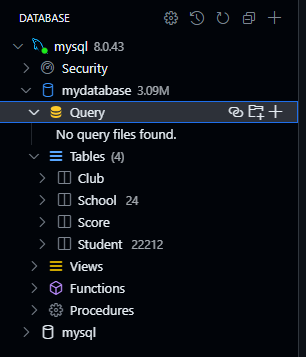 DATABASE
mysql 8.0.43
Security
mydatabase 3.09M
Query
No query files found.
Tables (4)
Club
School 24
Score
Student 22212
Views
Functions
Procedures
mysql